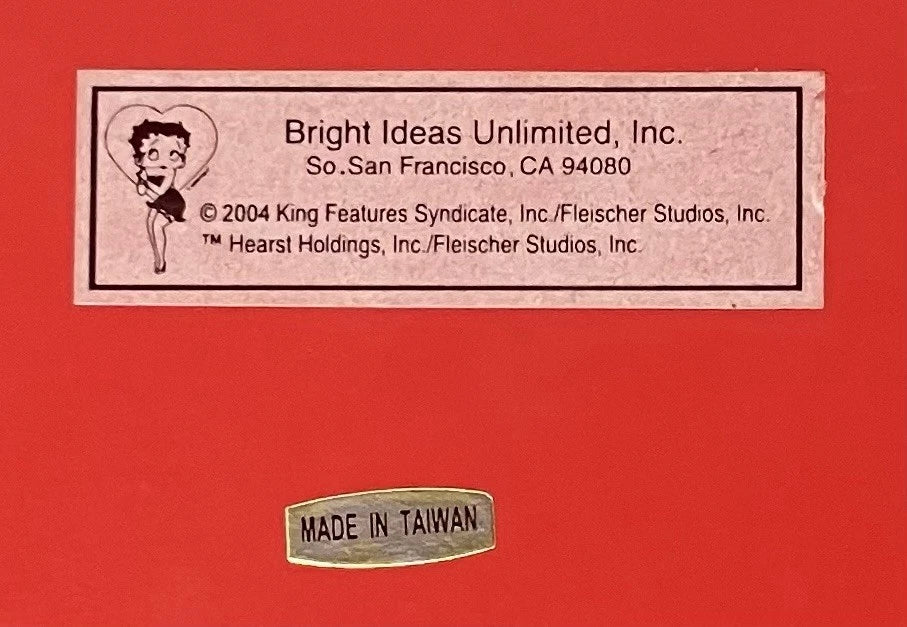 Bright Ideas Unlimited, Inc.
So.San Francisco, CA 94080
© 2004 King Features Syndicate, Inc./Fleischer Studios, Inc.
™ Hearst Holdings, Inc./Fleischer Studios, Inc.
MADE IN TAIWAN